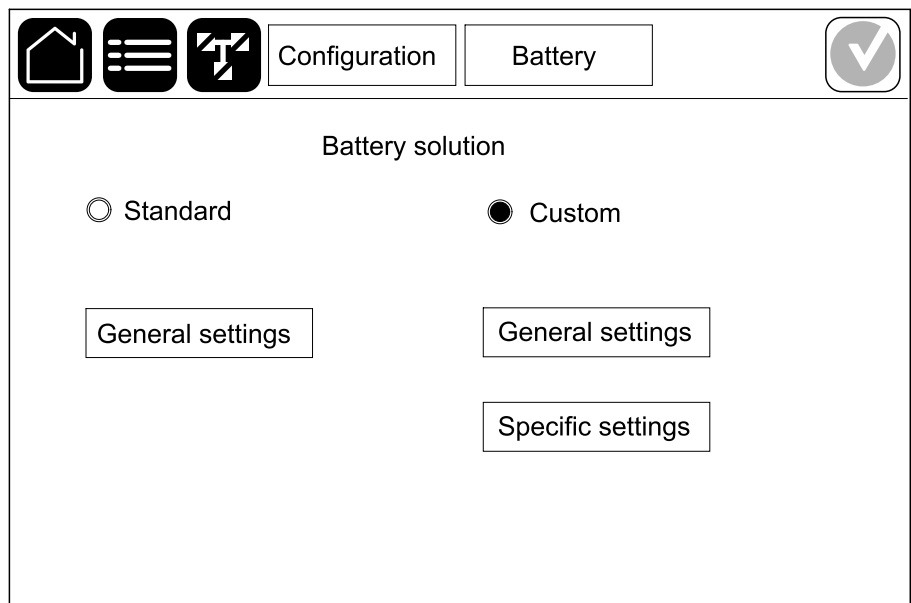 Configuration
Battery
Battery solution
Standard
Custom
General settings
General settings
Specific settings